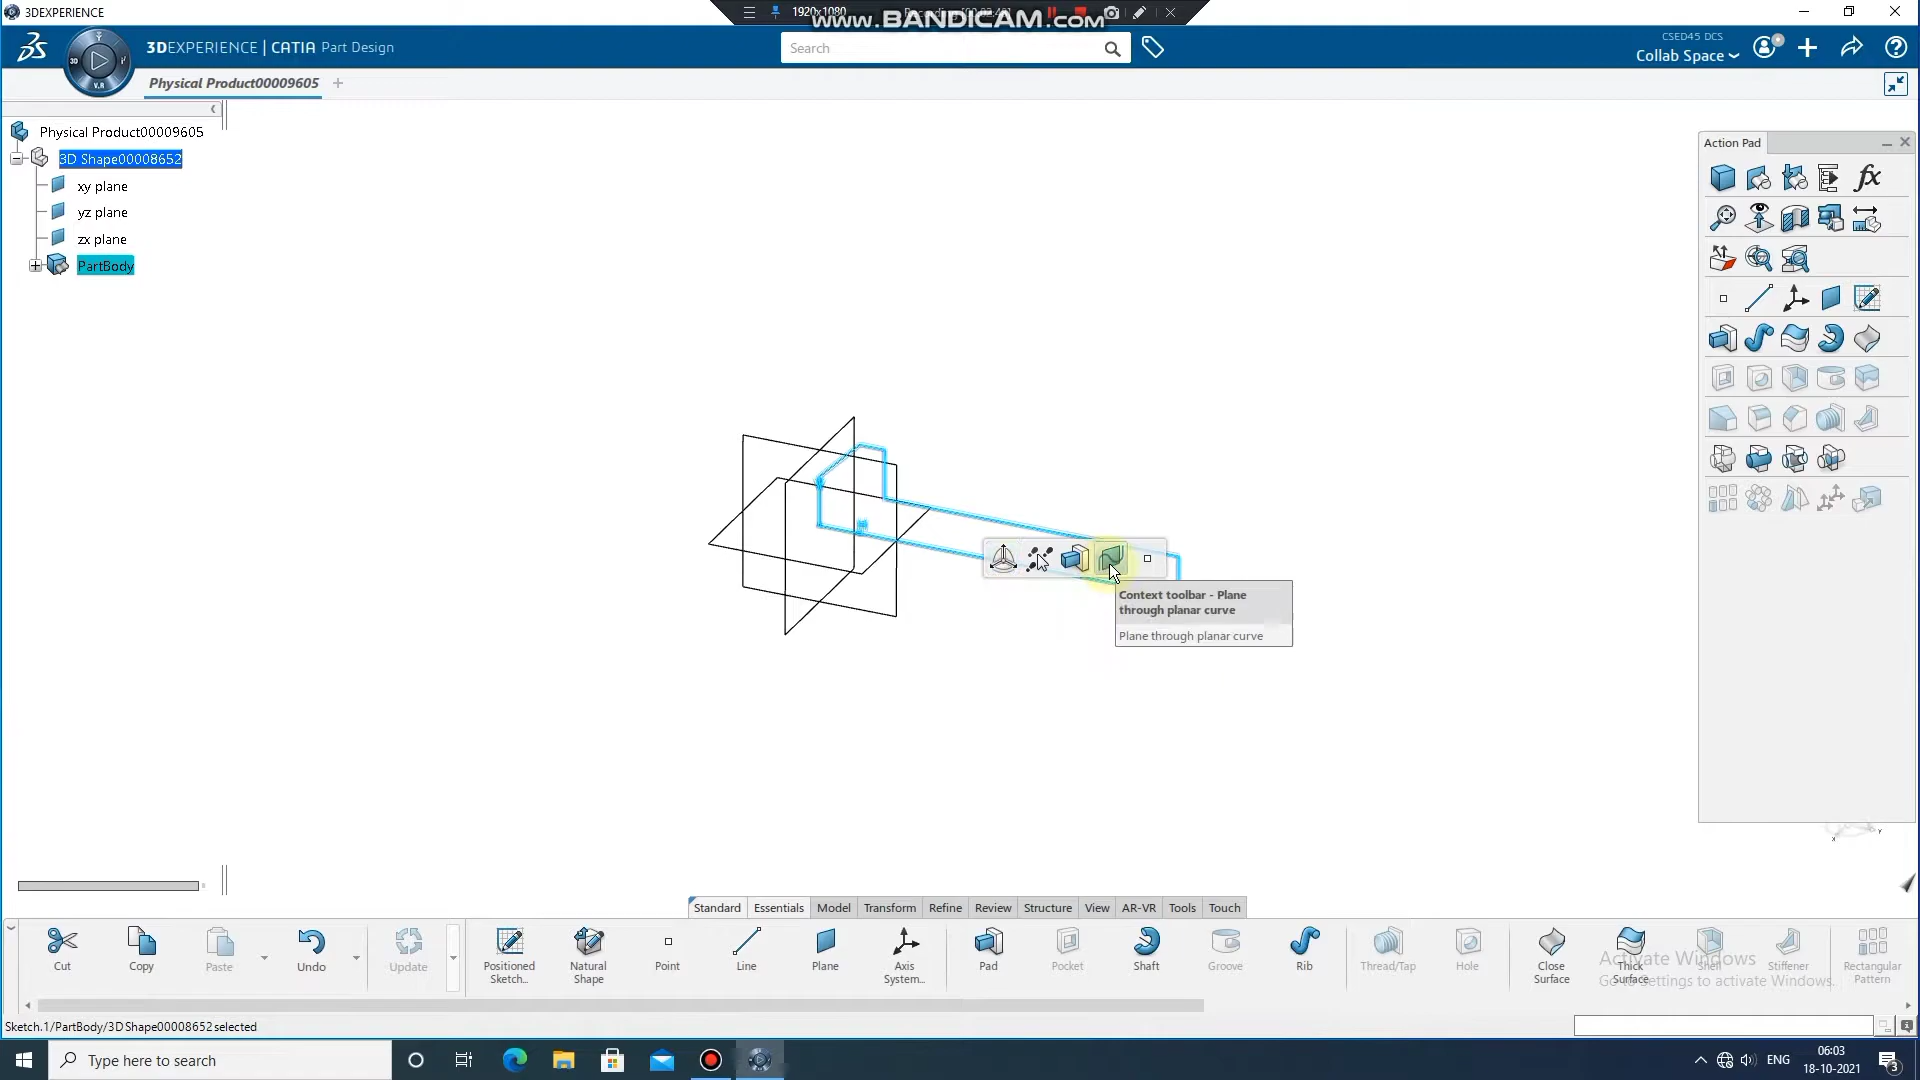 3DEXPERIENCE
1920x1080
www.BANDICAM.com
3DEXPERIENCE | CATIA Part Design
3D
V.R
Search
CSED45 DCS
Collab Space
Physical Product00009605
+
Physical Product00009605
3D Shape00008652
xy plane
yz plane
zx plane
PartBody
Action Pad
fx
Context toolbar - Plane
through planar curve
Plane through planar curve
Standard
Essentials
Model
Transform
Refine
Review
Structure
View
AR-VR
Tools
Touch
Cut
Copy
Paste
Undo
Update
Positioned
Sketch...
Natural
Shape
Point
Line
Plane
Axis
System...
Pad
Pocket
Shaft
Groove
Rib
Thread/Tap
Hole
Close
Surface
Thick
Surface
Shell
Stiffener
Rectangular
Pattern
Activate Windows
Go to Settings to activate Windows.
Sketch.1/PartBody/3D Shape00008652 selected
Type here to search
ENG
06:03
18-10-2021
3